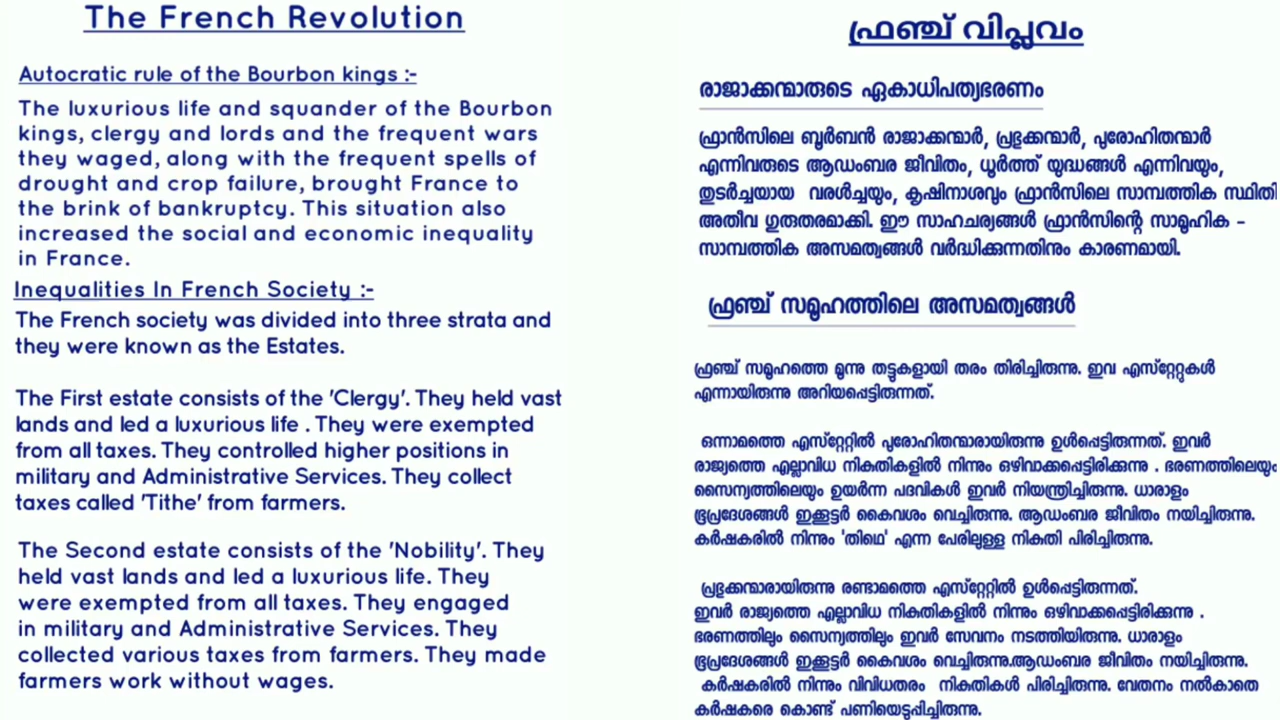 The French Revolution
Autocratic rule of the Bourbon kings :-
The luxurious life and squander of the Bourbon
kings, clergy and lords and the frequent wars
they waged, along with the frequent spells of
drought and crop failure, brought France to
the brink of bankruptcy. This situation also
increased the social and economic inequality
in France.
Inequalities In French Society :-
The French society was divided into three strata and
they were known as the Estates.
The First estate consists of the 'Clergy'. They held vast
lands and led a luxurious life . They were exempted
from all taxes. They controlled higher positions in
military and Administrative Services. They collect
taxes called 'Tithe' from farmers.
The Second estate consists of the 'Nobility'. They
held vast lands and led a luxurious life. They
were exempted from all taxes. They engaged
in military and Administrative Services. They
collected various taxes from farmers. They made
farmers work without wages.
ഫ്രഞ്ച് വിപ്ലവം
രാജാക്കന്മാരുടെ ഏകാധിപത്യഭരണം
ഫ്രാൻസിലെ ബൂർബൻ രാജാക്കന്മാർ, പ്രഭുക്കന്മാർ, പുരോഹിതന്മാർ
എന്നിവരുടെ ആഡംബര ജീവിതം, ധൂർത്ത് യുദ്ധങ്ങൾ എന്നിവയും,
തുടർച്ചയായ വരൾച്ചയും, കൃഷിനാശവും ഫ്രാൻസിലെ സാമ്പത്തിക സ്ഥിതി
അതീവ ഗുരുതരമാക്കി. ഈ സാഹചര്യങ്ങൾ ഫ്രാൻസിന്റെ സാമൂഹിക –
സാമ്പത്തിക അസമത്വങ്ങൾ വർദ്ധിക്കുന്നതിനും കാരണമായി.
ഫ്രഞ്ച് സമൂഹത്തിലെ അസമത്വങ്ങൾ
ഫ്രഞ്ച് സമൂഹത്തെ മൂന്നു തട്ടുകളായി തരം തിരിച്ചിരുന്നു. ഇവ എസ്റ്റേറ്റുകൾ
എന്നായിരുന്നു അറിയപ്പെട്ടിരുന്നത്.
ഒന്നാമത്തെ എസ്റ്റേറ്റിൽ പുരോഹിതന്മാരായിരുന്നു ഉൾപ്പെട്ടിരുന്നത്. ഇവർ
രാജ്യത്തെ എല്ലാവിധ നികുതികളിൽ നിന്നും ഒഴിവാക്കപ്പെട്ടിരിക്കുന്നു . ഭരണത്തിലെയും
സൈന്യത്തിലെയും ഉയർന്ന പദവികൾ ഇവർ നിയന്ത്രിച്ചിരുന്നു. ധാരാളം
ഭൂപ്രദേശങ്ങൾ ഇക്കൂട്ടർ കൈവശം വെച്ചിരുന്നു. ആഡംബര ജീവിതം നയിച്ചിരുന്നു.
കർഷകരിൽ നിന്നും 'തിഥെ' എന്ന പേരിലുള്ള നികുതി പിരിച്ചിരുന്നു.
പ്രഭുക്കന്മാരായിരുന്നു രണ്ടാമത്തെ എസ്റ്റേറ്റിൽ ഉൾപ്പെട്ടിരുന്നത്.
ഇവർ രാജ്യത്തെ എല്ലാവിധ നികുതികളിൽ നിന്നും ഒഴിവാക്കപ്പെട്ടിരിക്കുന്നു .
ഭരണത്തിലും സൈന്യത്തിലും ഇവർ സേവനം നടത്തിയിരുന്നു. ധാരാളം
ഭൂപ്രദേശങ്ങൾ ഇക്കൂട്ടർ കൈവശം വെച്ചിരുന്നു.ആഡംബര ജീവിതം നയിച്ചിരുന്നു.
കർഷകരിൽ നിന്നും വിവിധതരം നികുതികൾ പിരിച്ചിരുന്നു. വേതനം നൽകാതെ
കർഷകരെ കൊണ്ട് പണിയെടുപ്പിച്ചിരുന്നു.